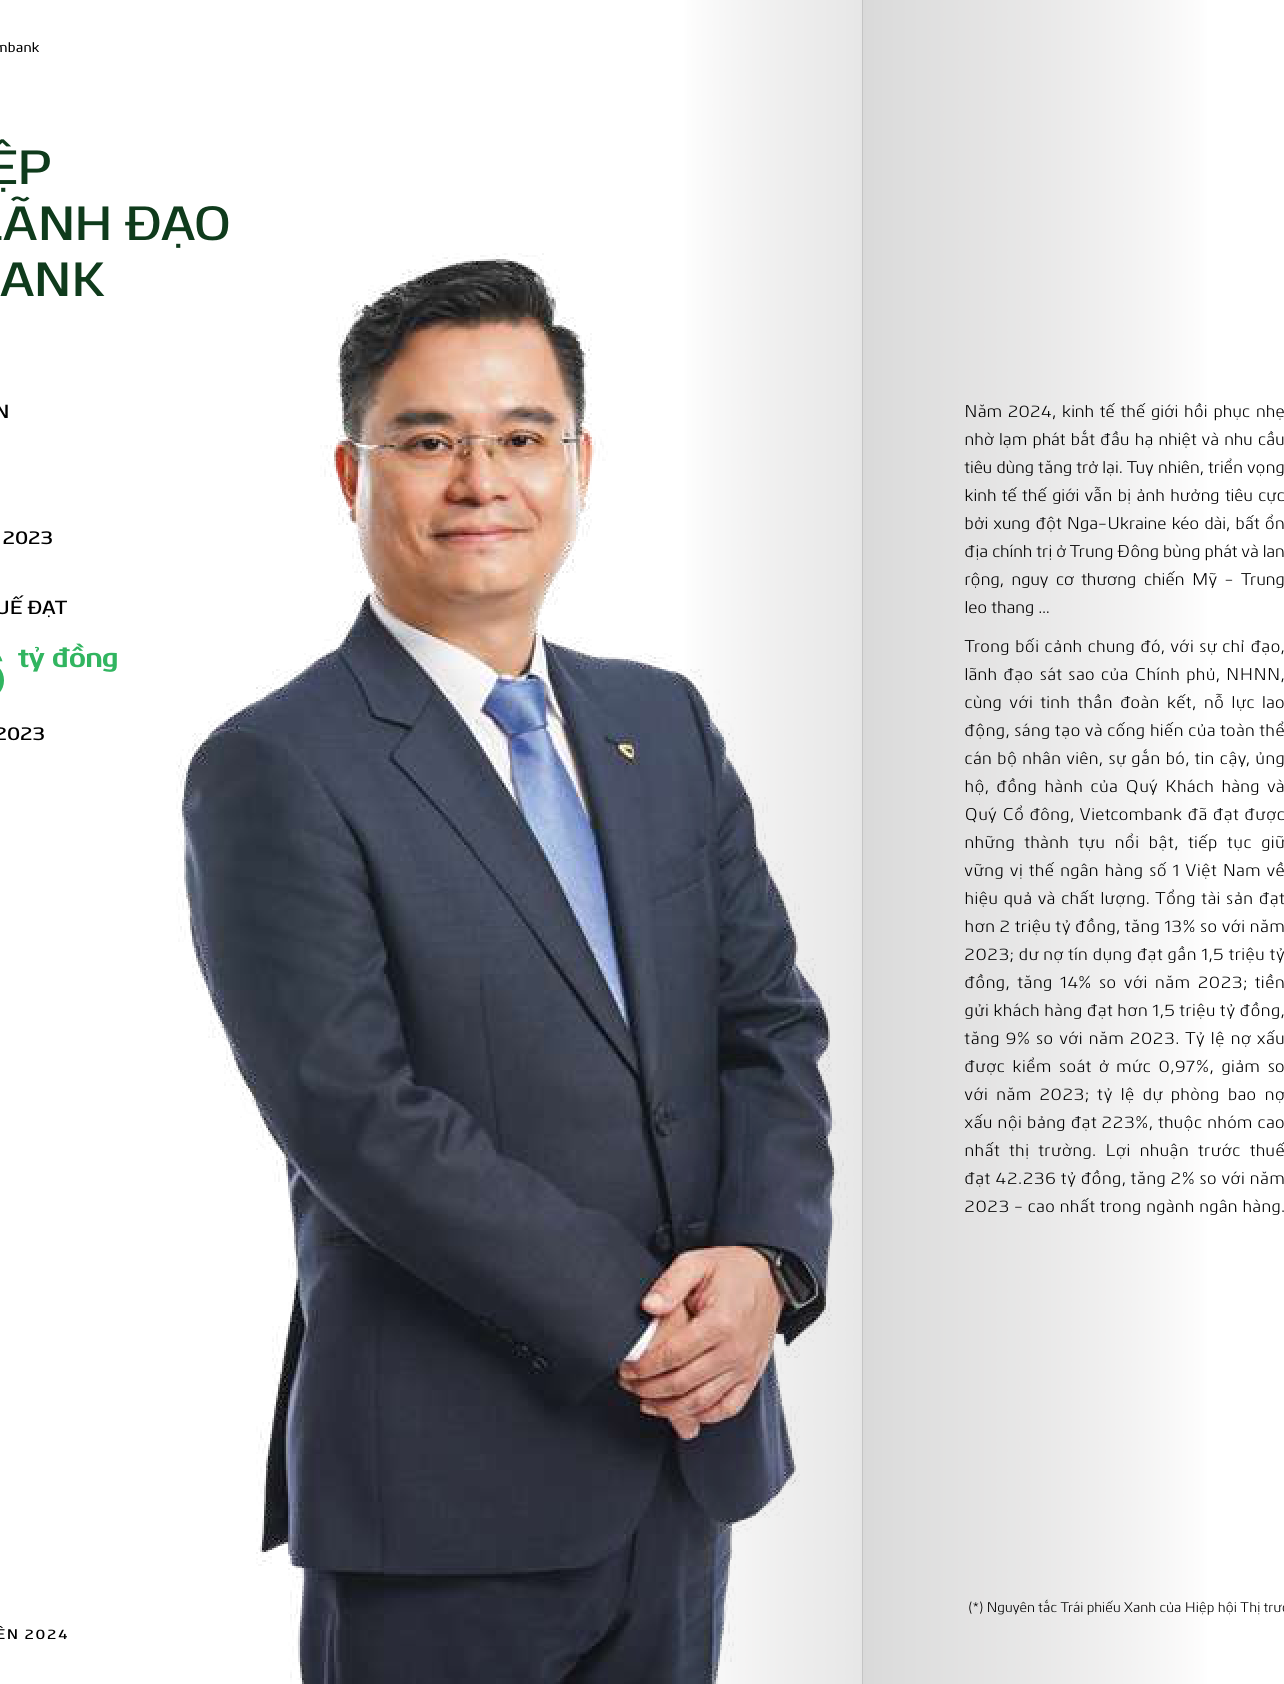 mbank
ỆP
LÃNH ĐẠO
ANK
N
2023
UẾ ĐẠT
tỷ đồng
2023
Năm 2024, kinh tế thế giới hồi phục nhẹ
nhờ lạm phát bắt đầu hạ nhiệt và nhu cầu
tiêu dùng tăng trở lại. Tuy nhiên, triển vọng
kinh tế thế giới vẫn bị ảnh hưởng tiêu cực
bởi xung đột Nga–Ukraine kéo dài, bất ổn
địa chính trị ở Trung Đông bùng phát và lan
rộng, nguy cơ thương chiến Mỹ – Trung
leo thang ...
Trong bối cảnh chung đó, với sự chỉ đạo,
lãnh đạo sát sao của Chính phủ, NHNN,
cùng với tinh thần đoàn kết, nỗ lực lao
động, sáng tạo và cống hiến của toàn thể
cán bộ nhân viên, sự gắn bó, tin cậy, ủng
hộ, đồng hành của Quý Khách hàng và
Quý Cổ đông, Vietcombank đã đạt được
những thành tựu nổi bật, tiếp tục giữ
vững vị thế ngân hàng số 1 Việt Nam về
hiệu quả và chất lượng. Tổng tài sản đạt
hơn 2 triệu tỷ đồng, tăng 13% so với năm
2023; dư nợ tín dụng đạt gần 1,5 triệu tỷ
đồng, tăng 14% so với năm 2023; tiền
gửi khách hàng đạt hơn 1,5 triệu tỷ đồng,
tăng 9% so với năm 2023. Tỷ lệ nợ xấu
được kiểm soát ở mức 0,97%, giảm so
với năm 2023; tỷ lệ dự phòng bao nợ
xấu nội bảng đạt 223%, thuộc nhóm cao
nhất thị trường. Lợi nhuận trước thuế
đạt 42.236 tỷ đồng, tăng 2% so với năm
2023 – cao nhất trong ngành ngân hàng.
(*) Nguyên tắc Trái phiếu Xanh của Hiệp hội Thị trư
ÊN 2024